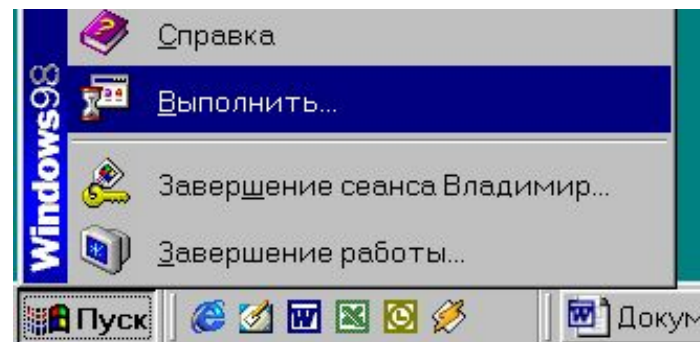 Справка
Windows98
Выполнить...
Завершение сеанса Владимир...
Завершение работы...
Пуск
Докум